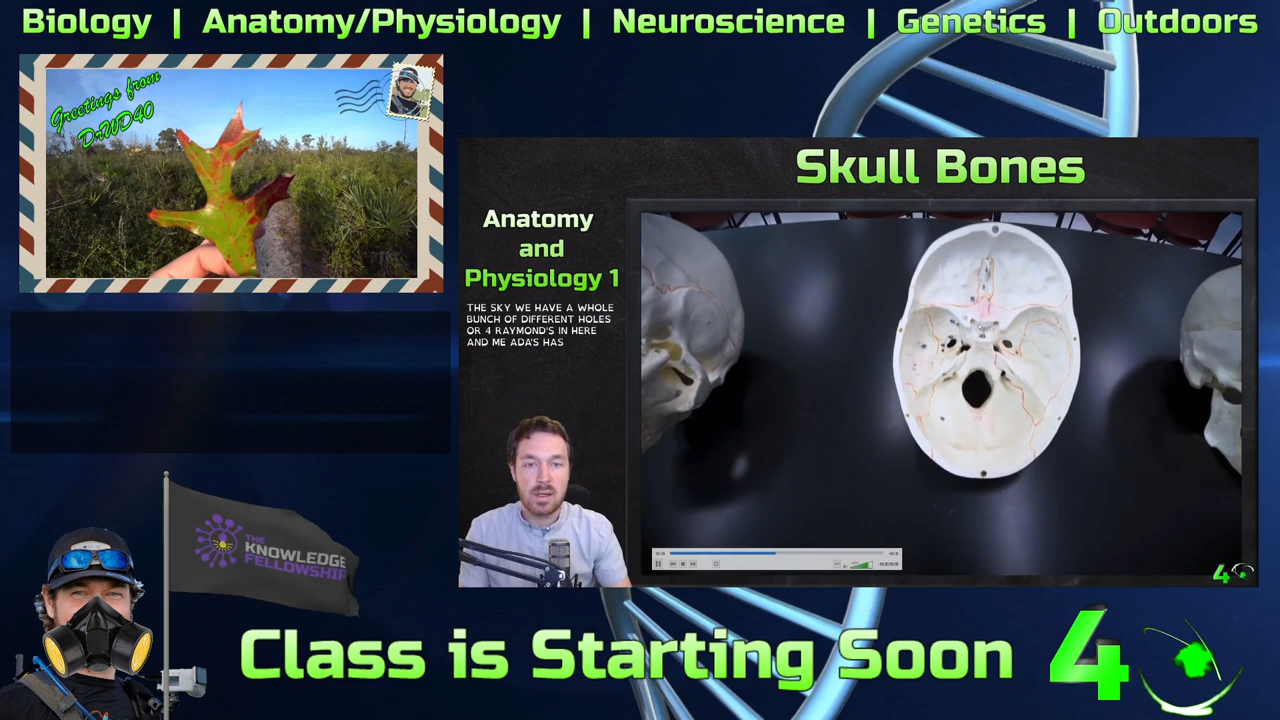 Biology | Anatomy/Physiology | Neuroscience | Genetics | Outdoors
Greetings from
DrWD40
Skull Bones
Anatomy
and
Physiology 1
THE SKY WE HAVE A WHOLE
BUNCH OF DIFFERENT HOLES
OR 4 RAYMOND'S IN HERE
AND ME ADA'S HAS
4
THE
KNOWLEDGE
FELLOWSHIP
Class is Starting Soon
4